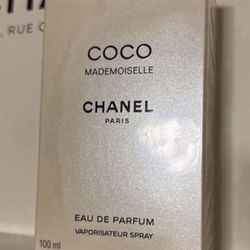 , RUE C
COCO
MADEMOISELLE
CHANEL
PARIS
EAU DE PARFUM
VAPORISATEUR SPRAY
100 ml